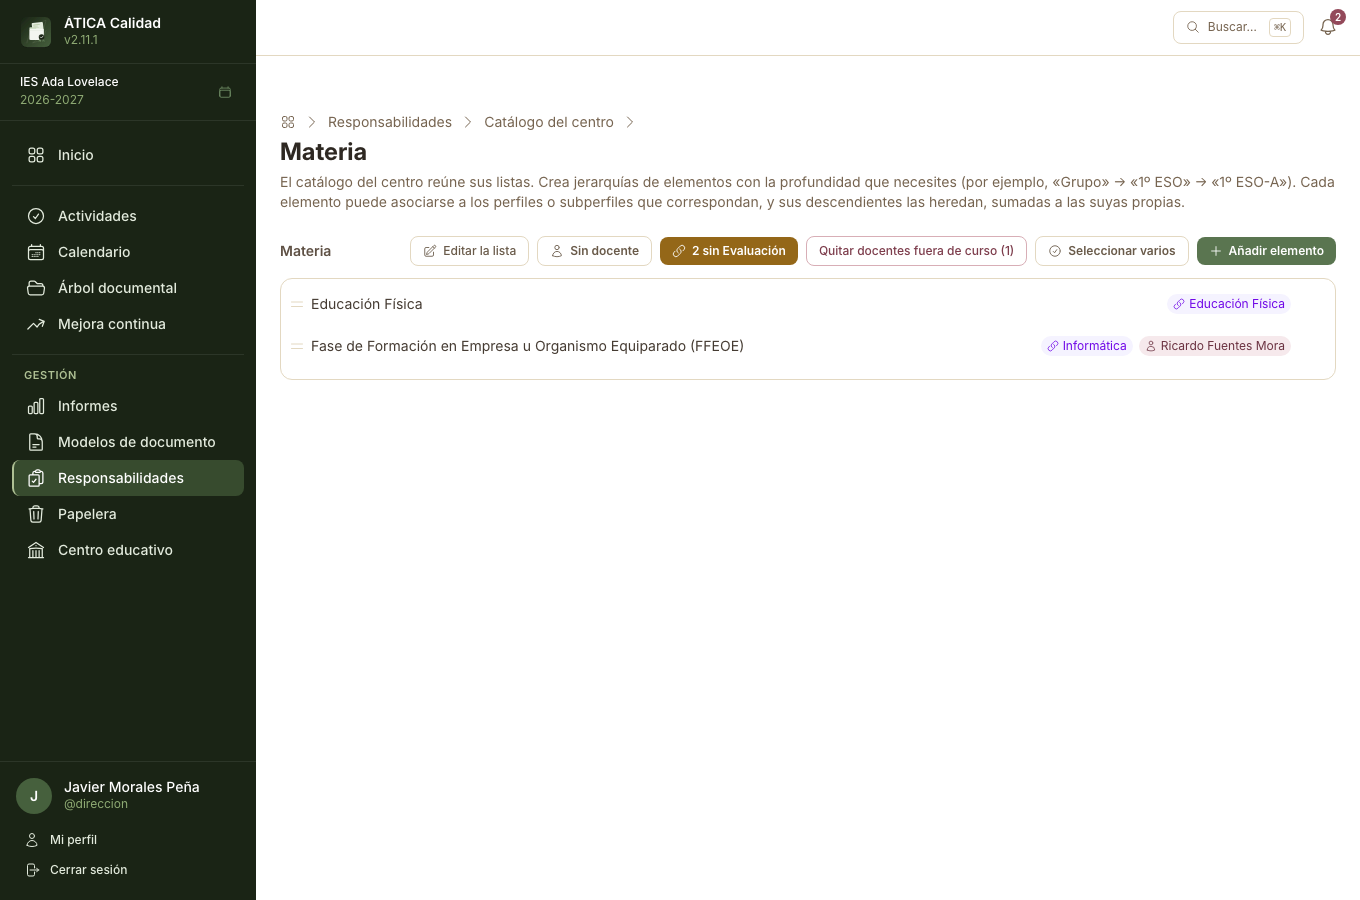 ÁTICA Calidad
v2.11.1
IES Ada Lovelace
2026-2027
Inicio
Actividades
Calendario
Árbol documental
Mejora continua
GESTIÓN
Informes
Modelos de documento
Responsabilidades
Papelera
Centro educativo
Javier Morales Peña
J
@direccion
Mi perfil
Cerrar sesión
Buscar... ⌘K
2
Responsabilidades
Catálogo del centro
Materia
El catálogo del centro reúne sus listas. Crea jerarquías de elementos con la profundidad que necesites (por ejemplo, «Grupo» → «1º ESO» → «1º ESO-A»). Cada
elemento puede asociarse a los perfiles o subperfiles que correspondan, y sus descendientes las heredan, sumadas a las suyas propias.
Materia
Editar la lista
Sin docente
2 sin Evaluación
Quitar docentes fuera de curso (1)
Seleccionar varios
Añadir elemento
Educación Física
Educación Física
Fase de Formación en Empresa u Organismo Equiparado (FFEOE)
Informática
Ricardo Fuentes Mora